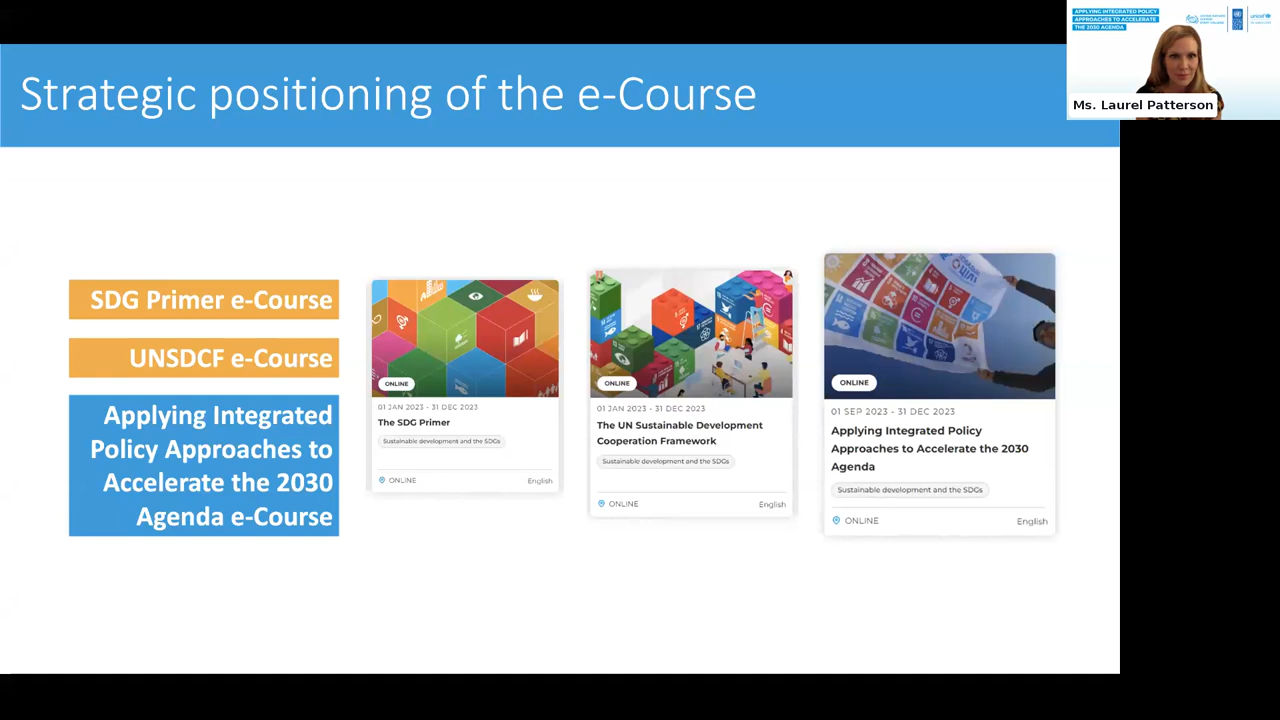 Strategic positioning of the e-Course
APPLYING INTEGRATED POLICY
APPROACHES TO ACCELERATE
THE 2030 AGENDA
unicef
Ms. Laurel Patterson
SDG Primer e-Course
UNSDCF e-Course
Applying Integrated
Policy Approaches to
Accelerate the 2030
Agenda e-Course
ONLINE
01 JAN 2023 - 31 DEC 2023
The SDG Primer
Sustainable development and the SDGs
ONLINE
English
ONLINE
01 JAN 2023 - 31 DEC 2023
The UN Sustainable Development
Cooperation Framework
Sustainable development and the SDGs
ONLINE
English
ONLINE
01 SEP 2023 - 31 DEC 2023
Applying Integrated Policy
Approaches to Accelerate the 2030
Agenda
Sustainable development and the SDGs
ONLINE
English